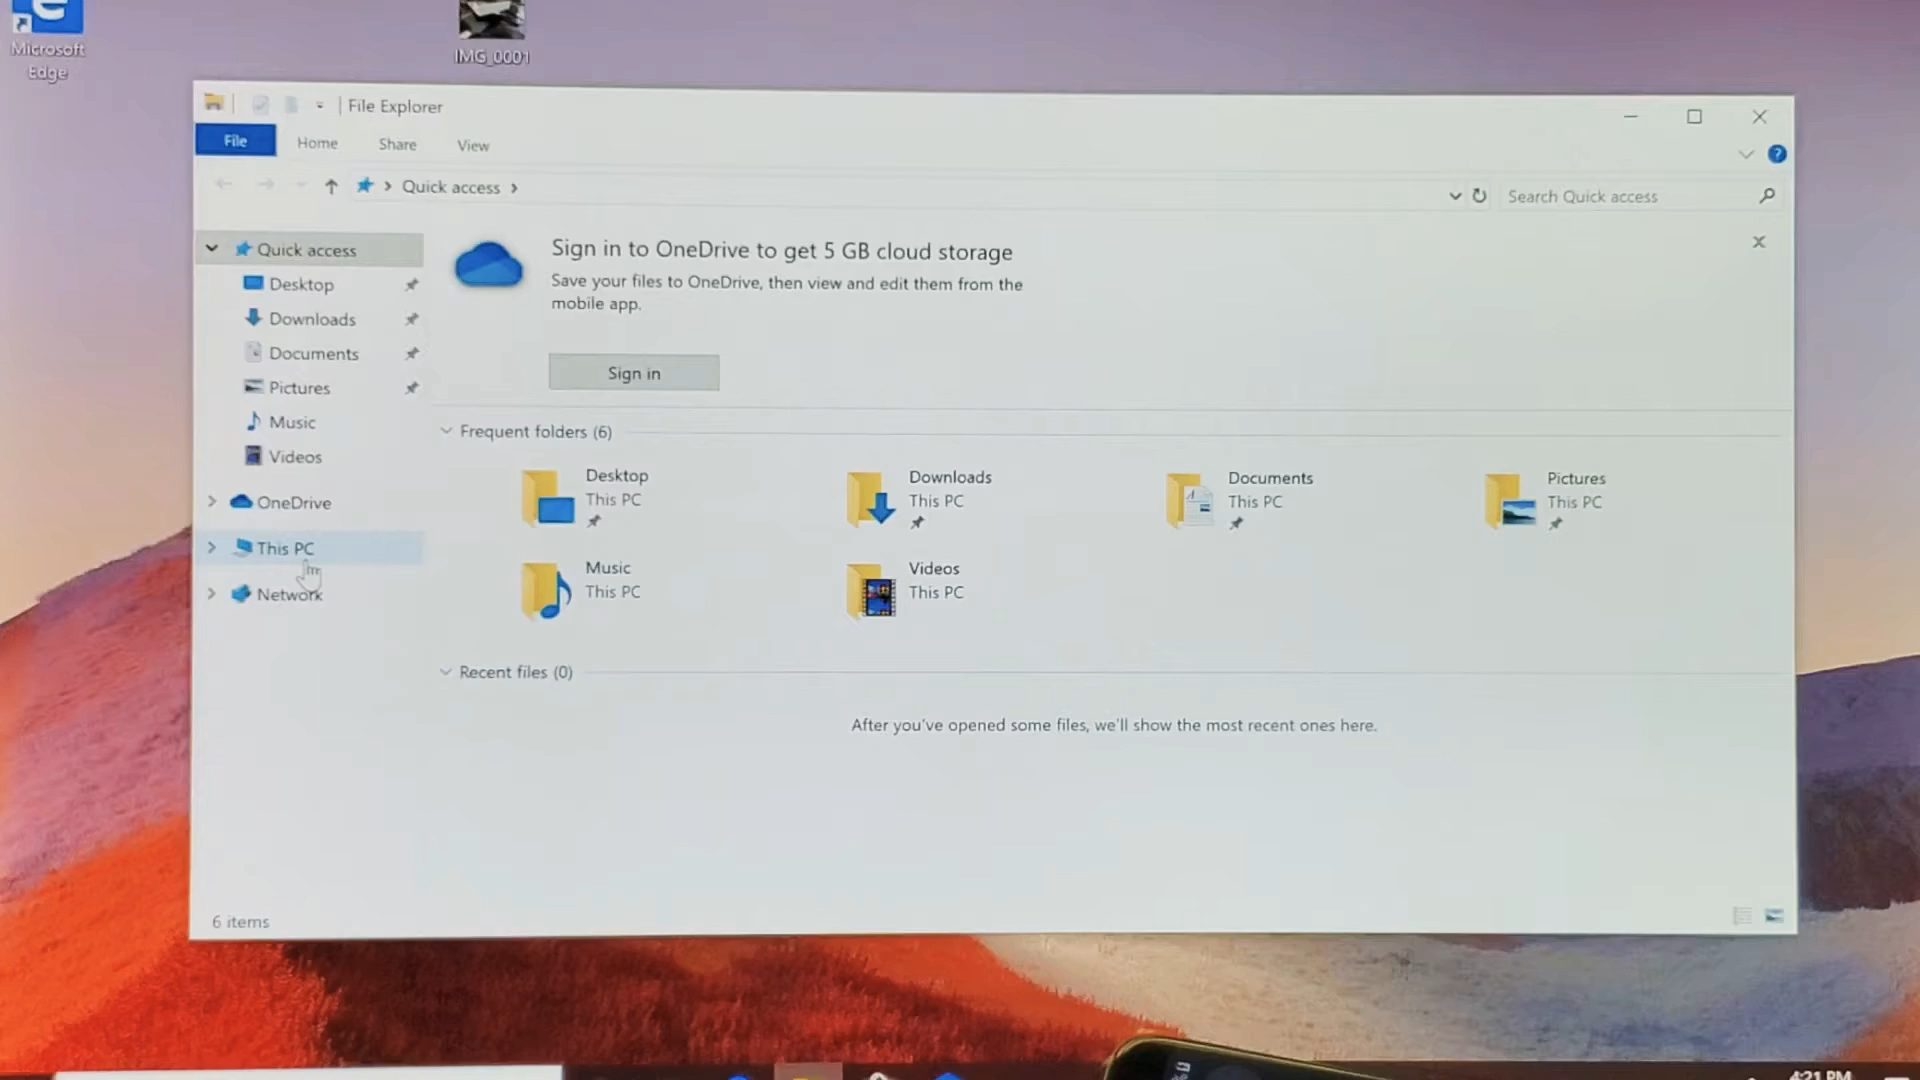 Microsoft
Edge
IMG_0001
File Explorer
File
Home
Share
View
Quick access
Search Quick access
Quick access
Desktop
Downloads
Documents
Pictures
Music
Videos
OneDrive
This PC
Network
Sign in to OneDrive to get 5 GB cloud storage
Save your files to OneDrive, then view and edit them from the
mobile app.
Sign in
Frequent folders (6)
Desktop
This PC
Downloads
This PC
Documents
This PC
Pictures
This PC
Music
This PC
Videos
This PC
Recent files (0)
After you've opened some files, we'll show the most recent ones here.
6 items
4:21 PM